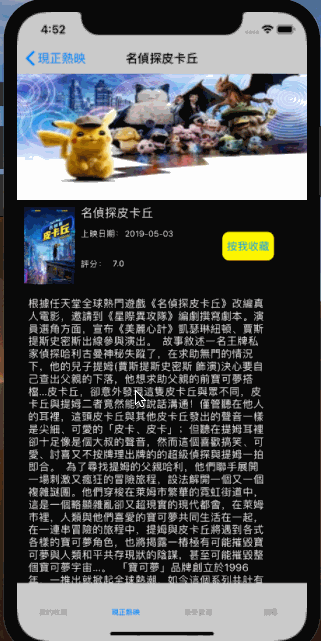 4:52
現正熱映
名偵探皮卡丘
名偵探皮卡丘
上映日期： 2019-05-03
評分： 7.0
按我收藏
根據任天堂全球熱門遊戲《名偵探皮卡丘》改編真
人電影，邀請到《星際異攻隊》編劇撰寫劇本。演
員選角方面，宣布《美麗心計》凱瑟琳紐頓、賈斯
提斯史密斯出線參與演出。 故事敘述一名王牌私
家偵探哈利古曼神秘失蹤了，在求助無門的情況
下，他的兒子提姆(賈斯提斯史密斯 飾演)決心要自
己查出父親的下落，他想求助父親的前寶可夢搭
檔...皮卡丘，卻意外發現這隻皮卡丘與眾不同，皮
卡丘與提姆二者竟然能夠說話溝通！僅管聽在他人
的耳裡，這頭皮卡丘與其他皮卡丘發出的聲音一樣
是尖細、可愛的「皮卡、皮卡」；但聽在提姆耳裡
卻十足像是個大叔的聲音，然而這個喜歡搞笑、可
愛、討喜又不按牌理出牌的的超級偵探與提姆一拍
即合。 為了尋找提姆的父親哈利，他們聯手展開
一場刺激又瘋狂的冒險旅程，設法解開一個又一個
複雜謎團。他們穿梭在萊姆市繁華的霓虹街道中，
這是一個略顯雜亂卻又超現實的現代都會，在萊姆
市裡，人類與他們喜愛的寶可夢共同生活在一起，
在一連串冒險的旅程中，提姆與皮卡丘將遇到各式
各樣的寶可夢角色，也將揭露一樁極有可能摧毀寶
可夢與人類和平共存現狀的陰謀，甚至可能摧毀整
個寶可夢宇宙...。 「寶可夢」品牌創立於1996
年，一推出就掀起全球熱潮，如今這個系列共計有
我的收藏
現正熱映